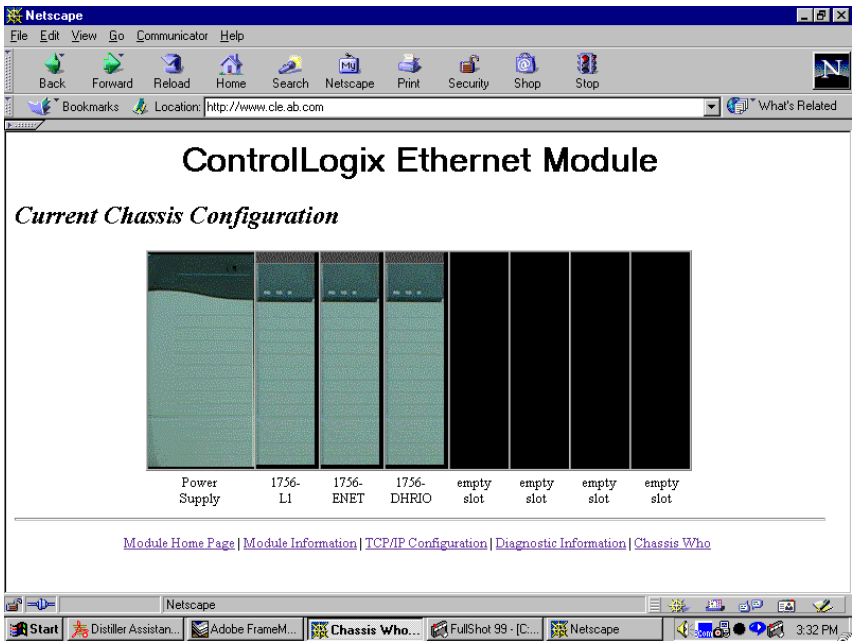 Netscape
File Edit View Go Communicator Help
My
N
Back Forward Reload Home Search Netscape Print Security Shop Stop
Bookmarks Location: http://www.cle.ab.com What's Related
ControlLogix Ethernet Module
Current Chassis Configuration
Power Supply 1756-L1 1756-ENET 1756-DHRIO empty slot empty slot empty slot empty slot
Module Home Page | Module Information | TCP/IP Configuration | Diagnostic Information | Chassis Who
Netscape
Start Distiller Assistan... Adobe FrameM... Chassis Who... FullShot 99 - [C:... Netscape 3:32 PM